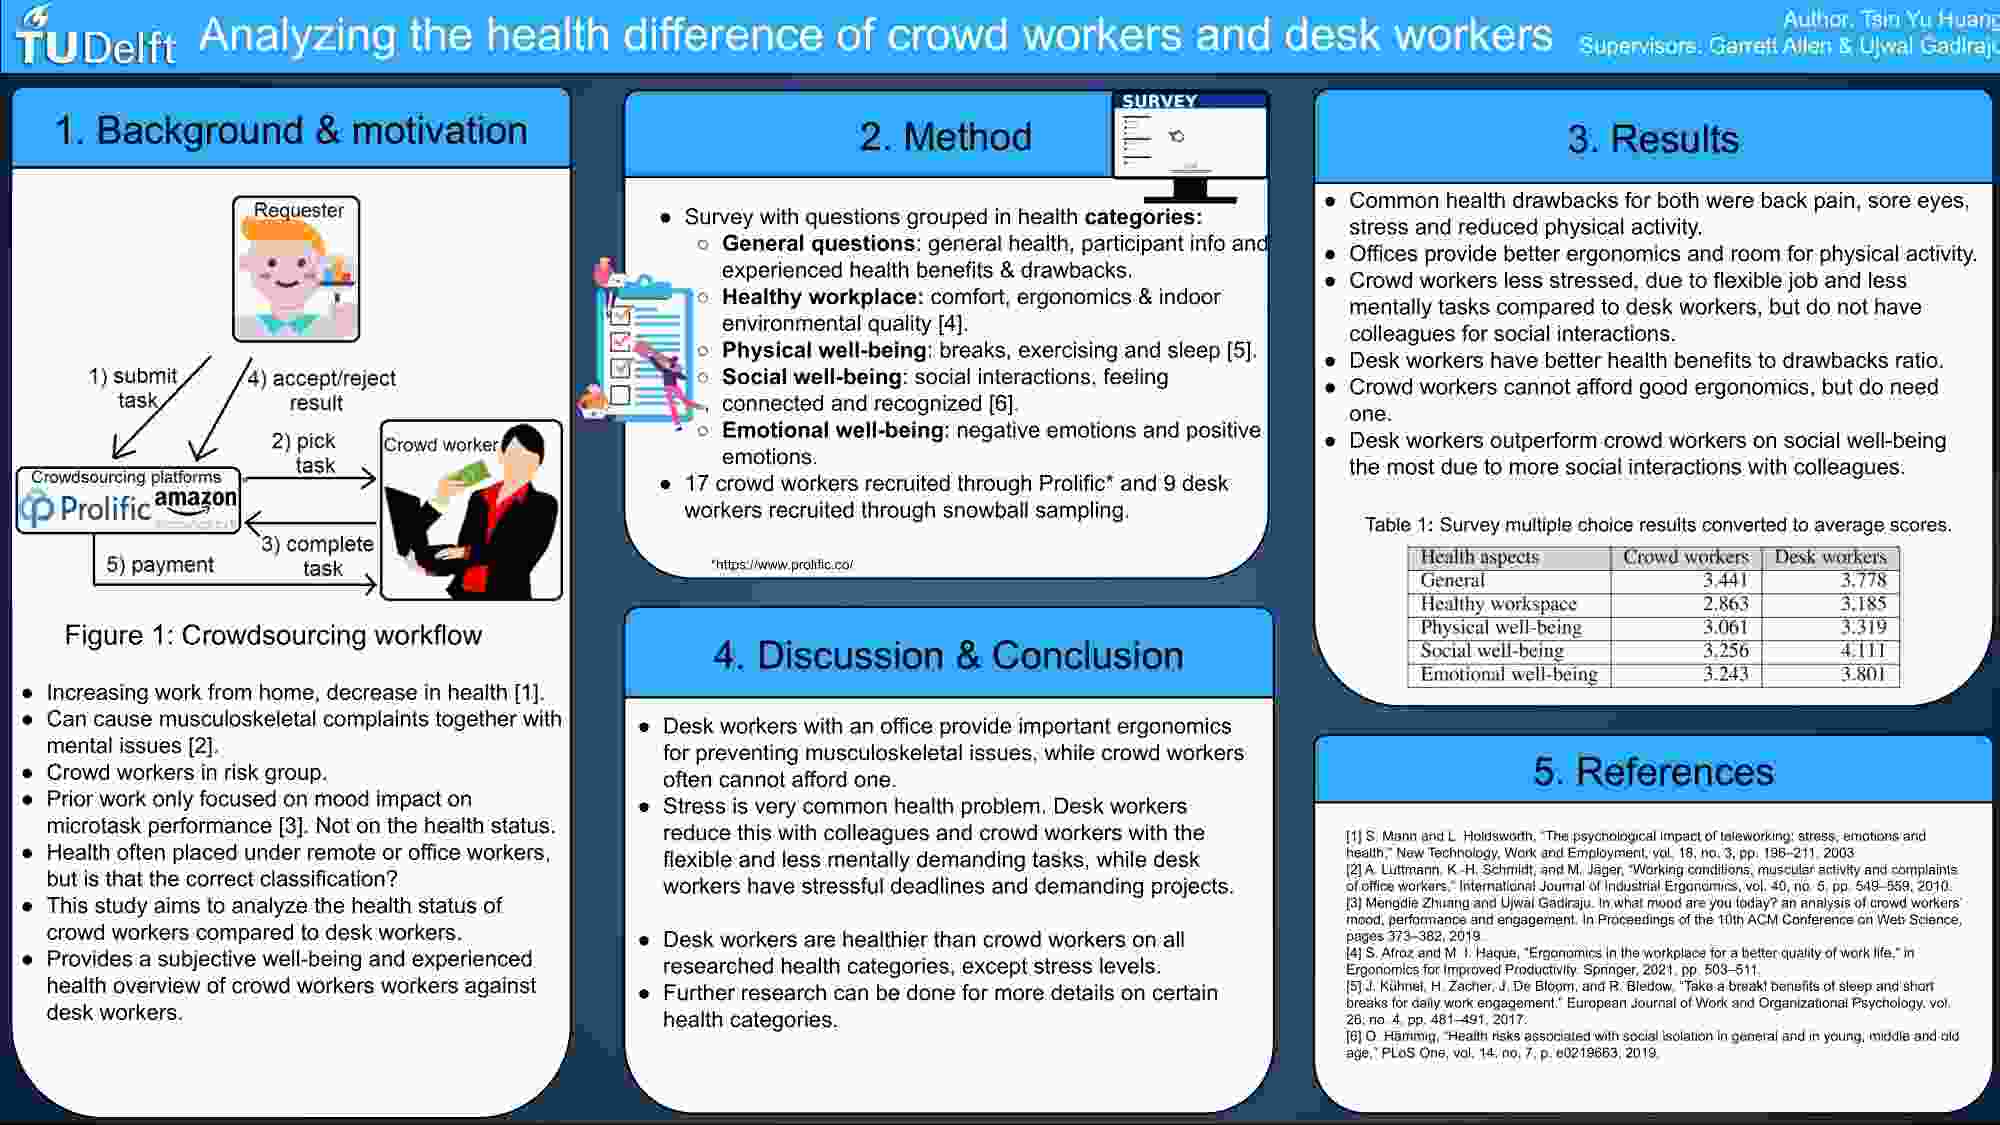 TUDelft
Analyzing the health difference of crowd workers and desk workers
Author. Tsin Yu Huang
Supervisors. Garrett Allen & Ujwal Gadiraju
1. Background & motivation
Requester
1) submit
task
4) accept/reject
result
2) pick
task
Crowd worker
Crowdsourcing platforms
Prolific
amazon
3) complete
task
5) payment
Figure 1: Crowdsourcing workflow
● Increasing work from home, decrease in health [1].
● Can cause musculoskeletal complaints together with
mental issues [2].
● Crowd workers in risk group.
● Prior work only focused on mood impact on
microtask performance [3]. Not on the health status.
● Health often placed under remote or office workers,
but is that the correct classification?
● This study aims to analyze the health status of
crowd workers compared to desk workers.
● Provides a subjective well-being and experienced
health overview of crowd workers workers against
desk workers.
2. Method
SURVEY
● Survey with questions grouped in health categories:
○ General questions: general health, participant info and
experienced health benefits & drawbacks.
○ Healthy workplace: comfort, ergonomics & indoor
environmental quality [4].
○ Physical well-being: breaks, exercising and sleep [5].
○ Social well-being: social interactions, feeling
connected and recognized [6].
○ Emotional well-being: negative emotions and positive
emotions.
● 17 crowd workers recruited through Prolific* and 9 desk
workers recruited through snowball sampling.
*https://www.prolific.co/
4. Discussion & Conclusion
● Desk workers with an office provide important ergonomics
for preventing musculoskeletal issues, while crowd workers
often cannot afford one.
● Stress is very common health problem. Desk workers
reduce this with colleagues and crowd workers with the
flexible and less mentally demanding tasks, while desk
workers have stressful deadlines and demanding projects.
● Desk workers are healthier than crowd workers on all
researched health categories, except stress levels.
● Further research can be done for more details on certain
health categories.
3. Results
● Common health drawbacks for both were back pain, sore eyes,
stress and reduced physical activity.
● Offices provide better ergonomics and room for physical activity.
● Crowd workers less stressed, due to flexible job and less
mentally tasks compared to desk workers, but do not have
colleagues for social interactions.
● Desk workers have better health benefits to drawbacks ratio.
● Crowd workers cannot afford good ergonomics, but do need
one.
● Desk workers outperform crowd workers on social well-being
the most due to more social interactions with colleagues.
Table 1: Survey multiple choice results converted to average scores.
Health aspects Crowd workers Desk workers
General 3.441 3.778
Healthy workspace 2.863 3.185
Physical well-being 3.061 3.319
Social well-being 3.256 4.111
Emotional well-being 3.243 3.801
5. References
[1] S. Mann and L. Holdsworth, "The psychological impact of teleworking: stress, emotions and
health," New Technology, Work and Employment, vol. 18, no. 3, pp. 196–211, 2003
[2] A. Luttmann, K.-H. Schmidt, and M. Jäger, "Working conditions, muscular activity and complaints
of office workers," International Journal of Industrial Ergonomics, vol. 40, no. 5, pp. 549–559, 2010.
[3] Mengdie Zhuang and Ujwal Gadiraju. In what mood are you today? an analysis of crowd workers'
mood, performance and engagement. In Proceedings of the 10th ACM Conference on Web Science,
pages 373–382, 2019.
[4] S. Afroz and M. I. Haque, "Ergonomics in the workplace for a better quality of work life," in
Ergonomics for Improved Productivity. Springer, 2021, pp. 503–511.
[5] J. Kühnel, H. Zacher, J. De Bloom, and R. Bledow, "Take a break! benefits of sleep and short
breaks for daily work engagement." European Journal of Work and Organizational Psychology, vol.
26, no. 4, pp. 481–491, 2017.
[6] O. Hämmig, "Health risks associated with social isolation in general and in young, middle and old
age," PLoS One, vol. 14, no. 7, p. e0219663, 2019.